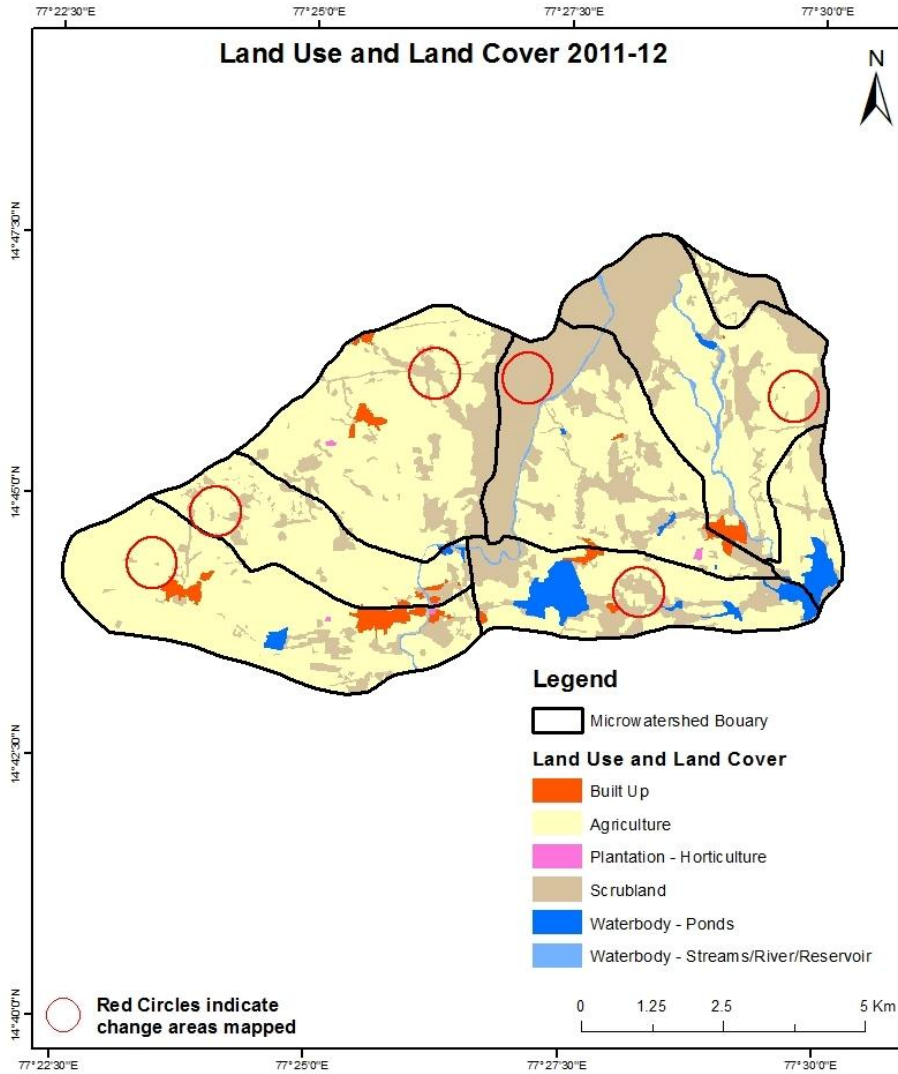 77°22'30"E 77°25'0"E 77°27'30"E 77°30'0"E
Land Use and Land Cover 2011-12
N
14°47'30"N
14°45'0"N
14°42'30"N
14°40'0"N
Legend
Microwatershed Bouary
Land Use and Land Cover
Built Up
Agriculture
Plantation - Horticulture
Scrubland
Waterbody - Ponds
Waterbody - Streams/River/Reservoir
Red Circles indicate
change areas mapped
0 1.25 2.5 5 Km
77°22'30"E 77°25'0"E 77°27'30"E 77°30'0"E